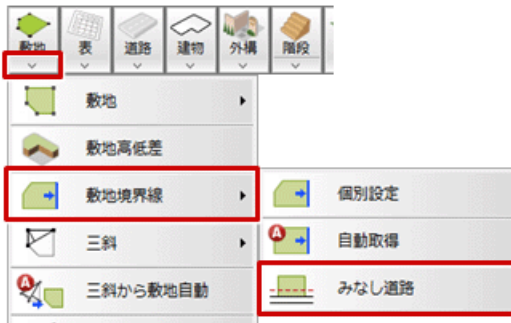 敷地
表
道路
建物
外構
階段
敷地
敷地高低差
敷地境界線
個別設定
三斜
A
自動取得
A
三斜から敷地自動
みなし道路